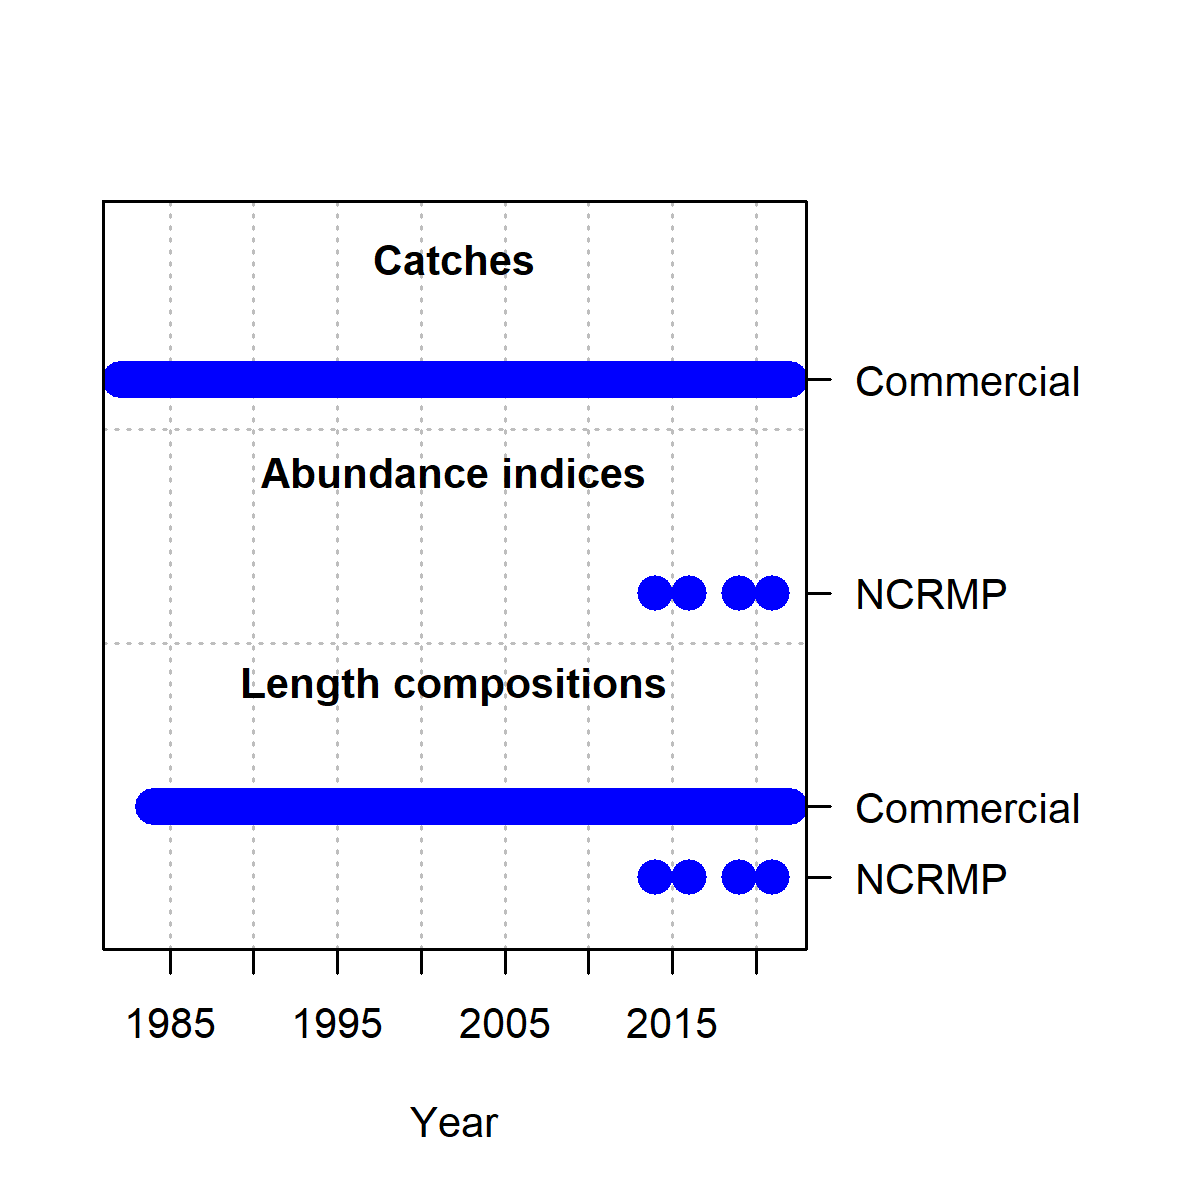 Catches
Commercial
Abundance indices
NCRMP
Length compositions
Commercial
NCRMP
1985 1995 2005 2015
Year